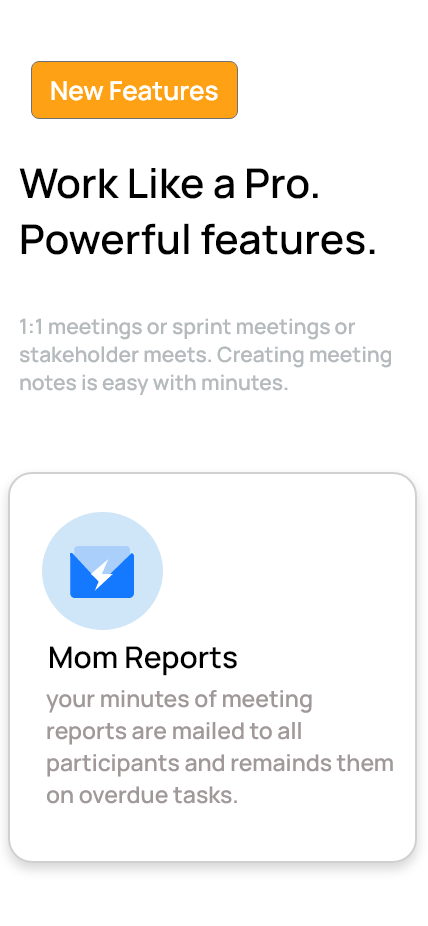 New Features
Work Like a Pro.
Powerful features.
1:1 meetings or sprint meetings or
stakeholder meets. Creating meeting
notes is easy with minutes.
Mom Reports
your minutes of meeting
reports are mailed to all
participants and remainds them
on overdue tasks.